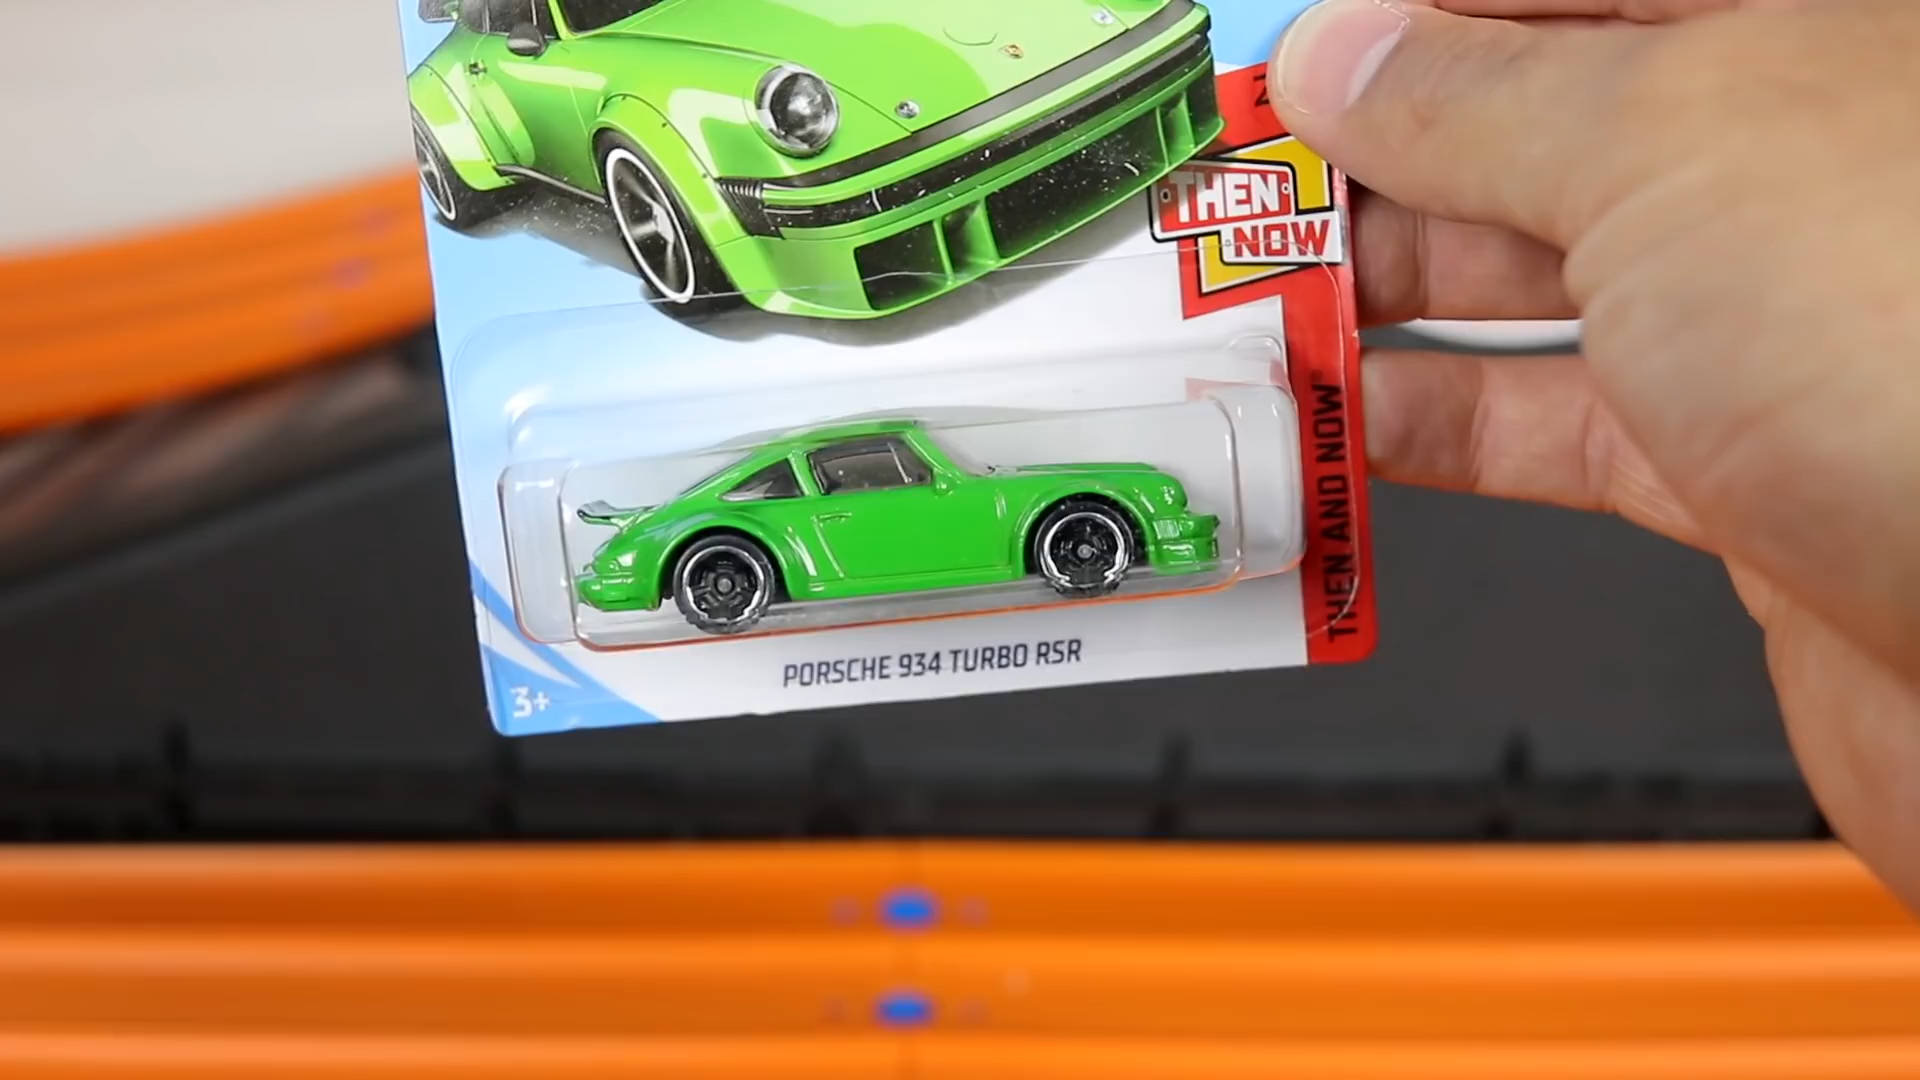 THEN
NOW
THEN AND NOW®
PORSCHE 934 TURBO RSR
3+